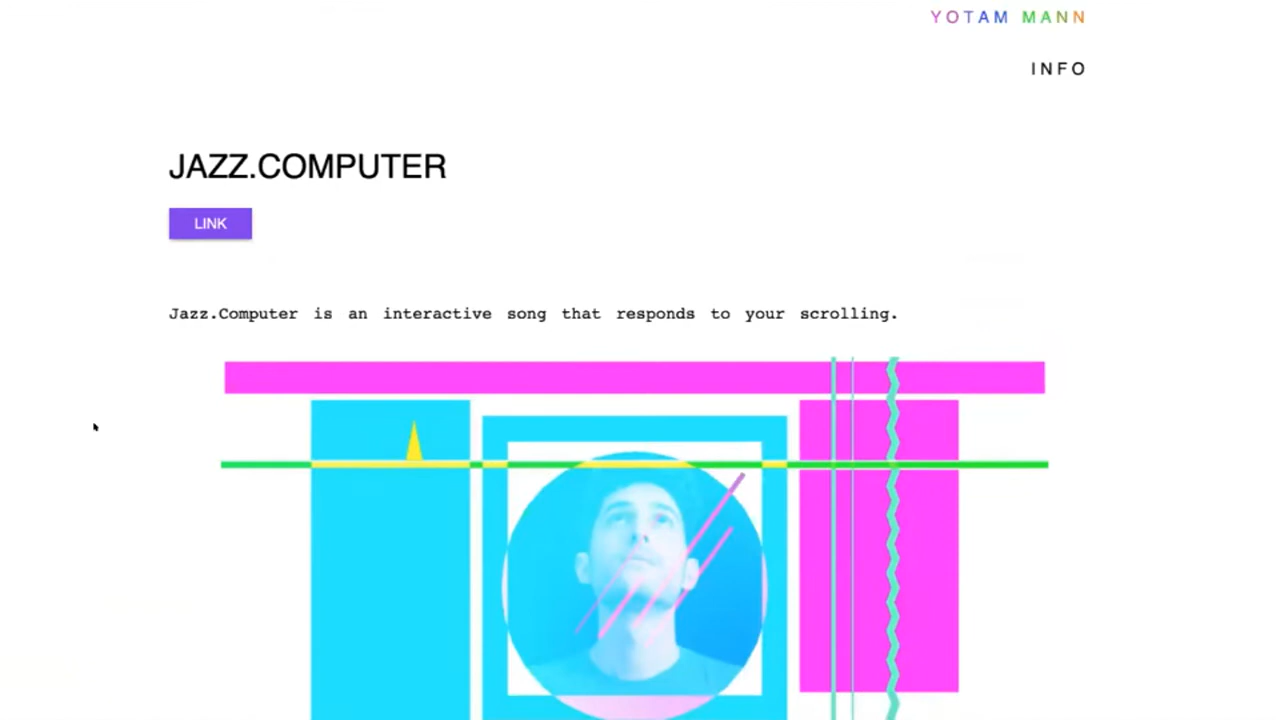 YOTAM MANN
INFO
JAZZ.COMPUTER
LINK
Jazz.Computer is an interactive song that responds to your scrolling.